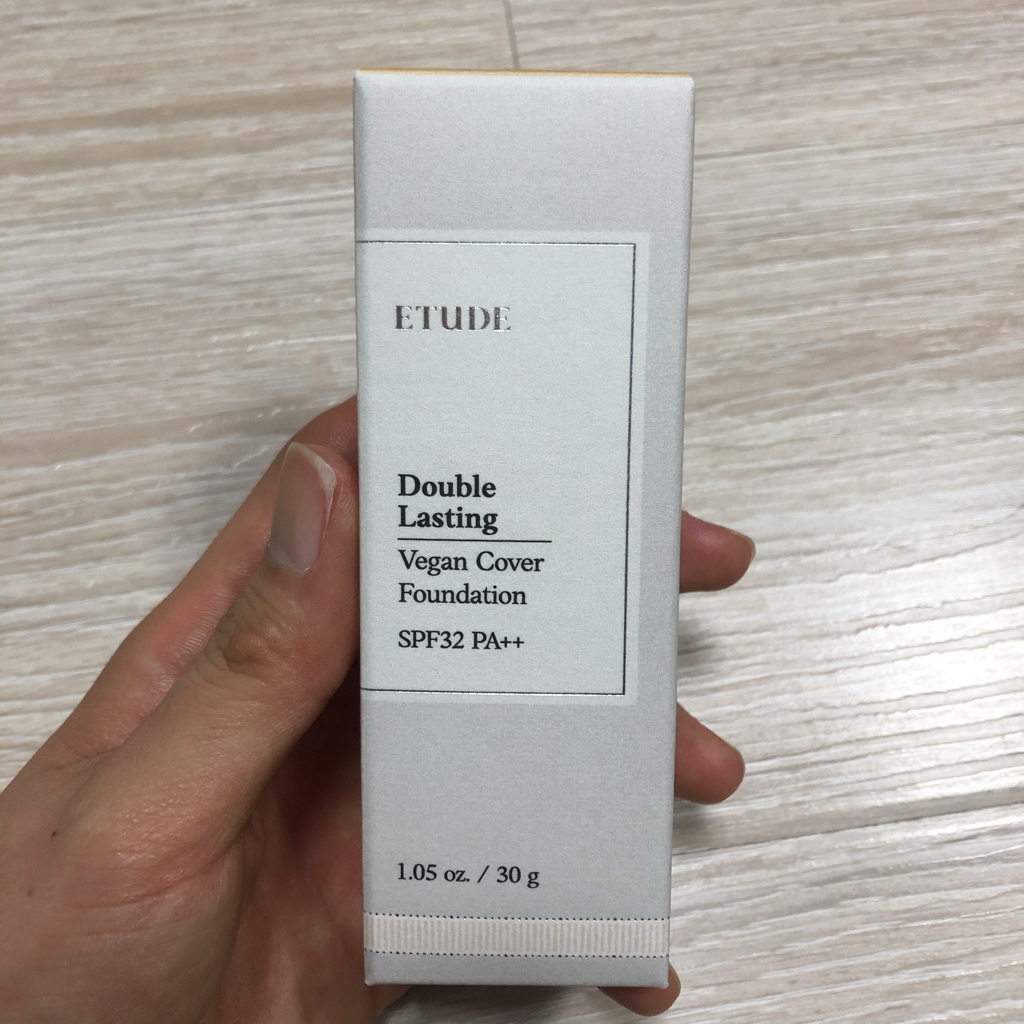 ETUDE
Double
Lasting
Vegan Cover
Foundation
SPF32 PA++
1.05 oz. / 30 g